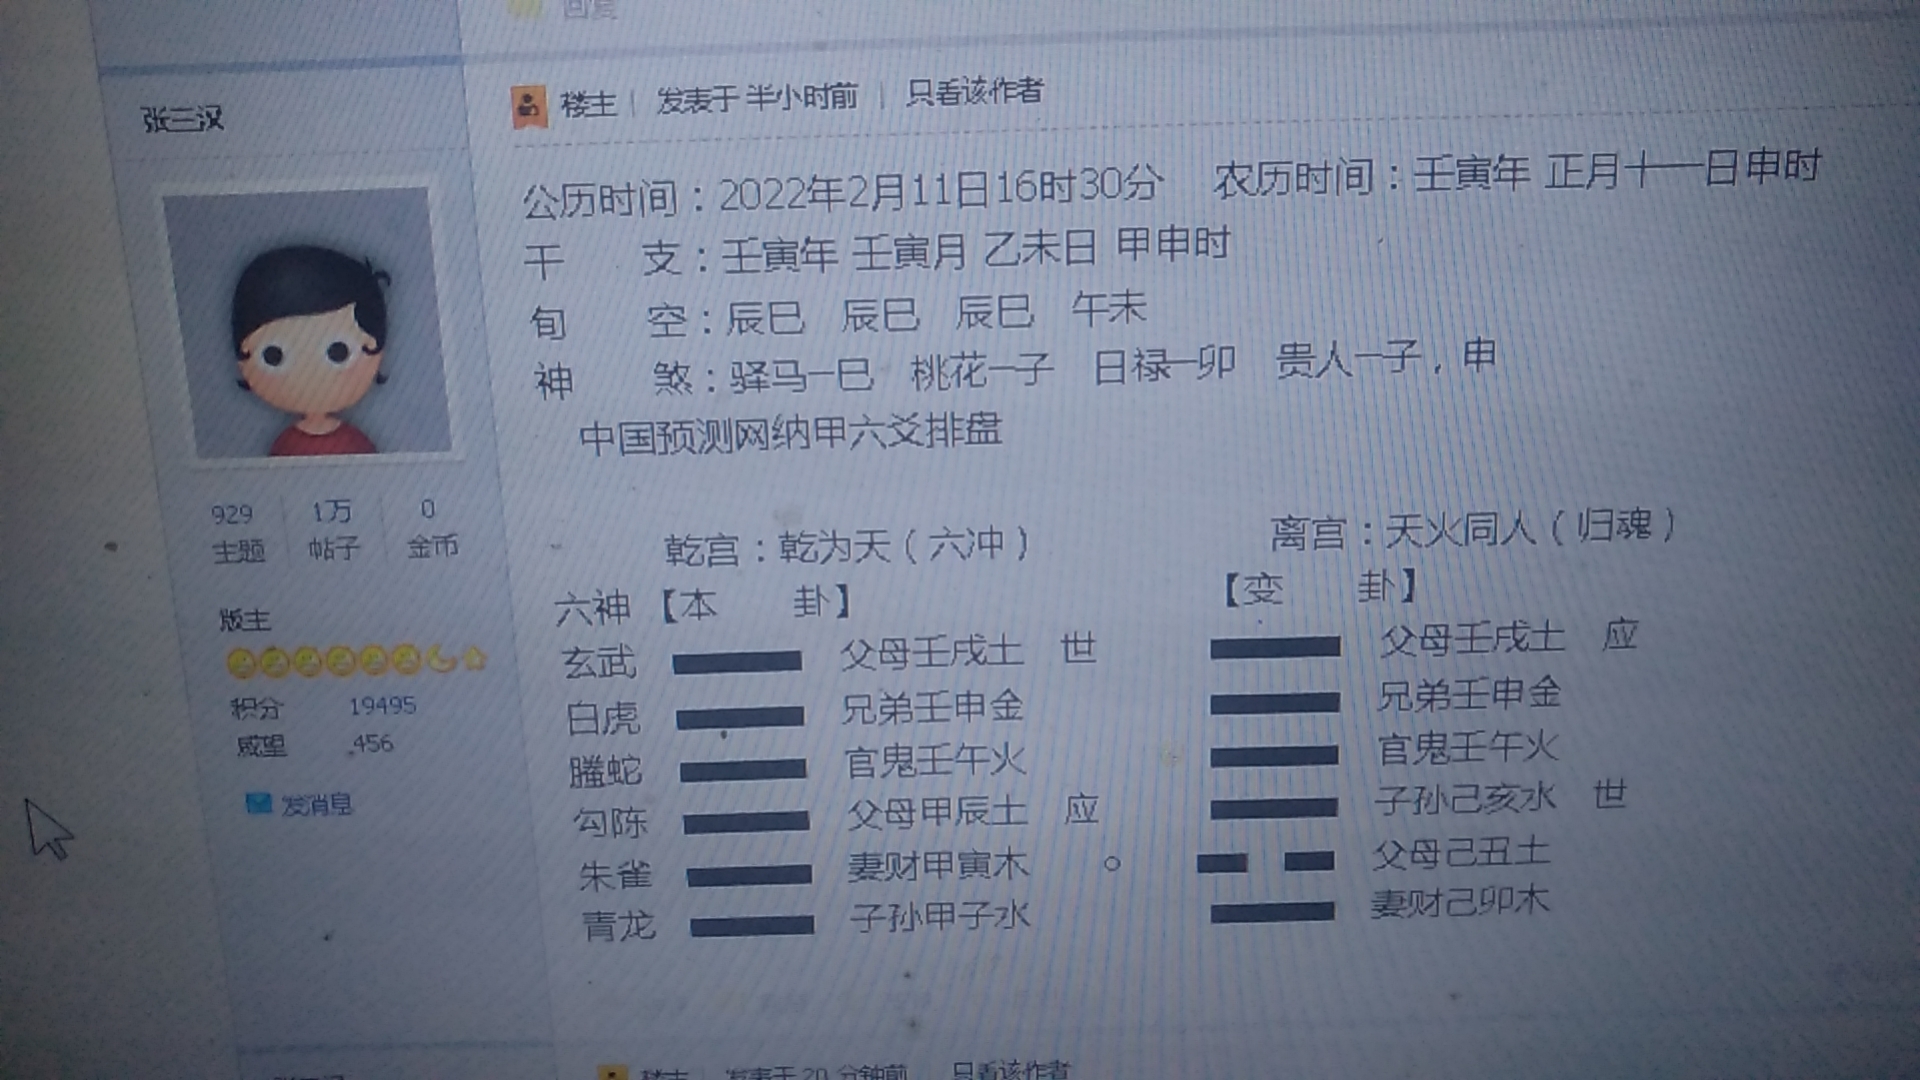 回复
张三汉
楼主 | 发表于 半小时前 | 只看该作者
公历时间：2022年2月11日16时30分 农历时间：壬寅年 正月十一日申时
干 支：壬寅年 壬寅月 乙未日 甲申时
旬 空：辰巳 辰巳 辰巳 午未
神 煞：驿马—巳 桃花—子 日禄—卯 贵人—子，申
中国预测网纳甲六爻排盘
929 1万 0
主题 帖子 金币
版主
积分 19495
威望 456
发消息
乾宫：乾为天（六冲） 离宫：天火同人（归魂）
六神【本 卦】 【变 卦】
玄武 父母壬戌土 世 父母壬戌土 应
白虎 兄弟壬申金 兄弟壬申金
螣蛇 官鬼壬午火 官鬼壬午火
勾陈 父母甲辰土 应 子孙己亥水 世
朱雀 妻财甲寅木 ○ 父母己丑土
青龙 子孙甲子水 妻财己卯木
楼主 | 发表于 20 分钟前 | 只看该作者